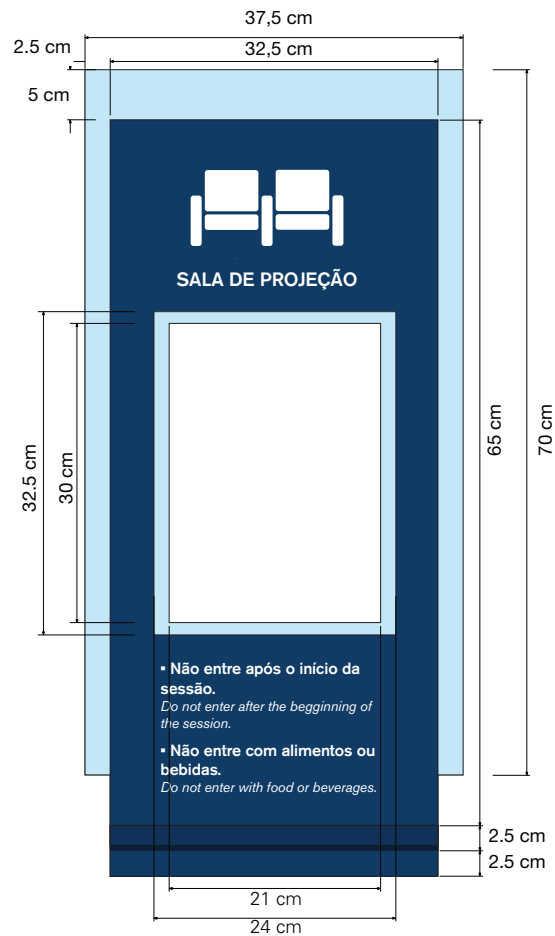 37,5 cm
2.5 cm
32,5 cm
5 cm
SALA DE PROJEÇÃO
32.5 cm
30 cm
65 cm
70 cm
▪ Não entre após o início da
sessão.
Do not enter after the begginning of
the session.
▪ Não entre com alimentos ou
bebidas.
Do not enter with food or beverages.
2.5 cm
2.5 cm
21 cm
24 cm